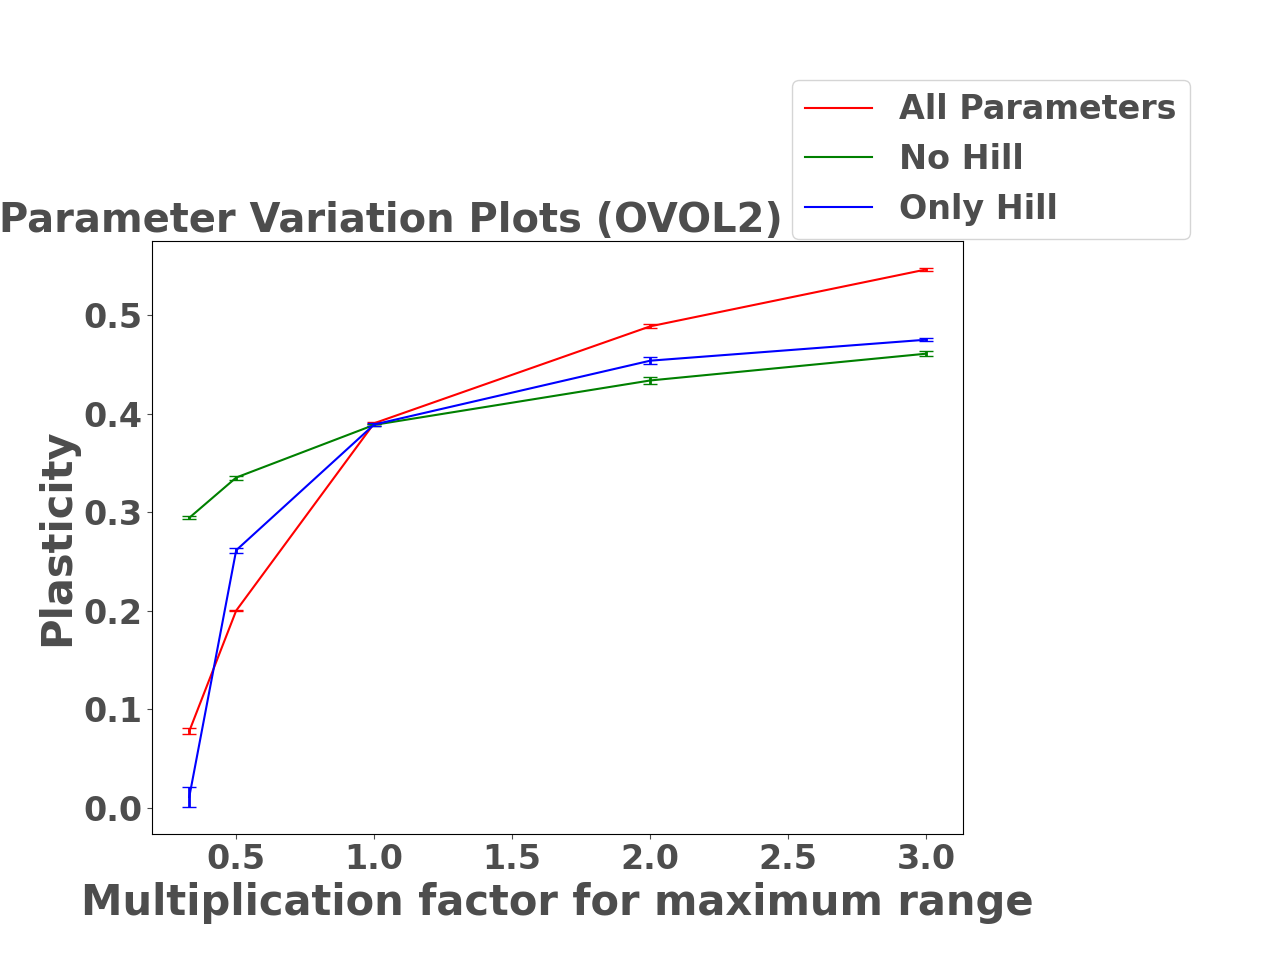 All Parameters
No Hill
Only Hill
Parameter Variation Plots (OVOL2)
Plasticity
0.5
0.4
0.3
0.2
0.1
0.0
0.5 1.0 1.5 2.0 2.5 3.0
Multiplication factor for maximum range